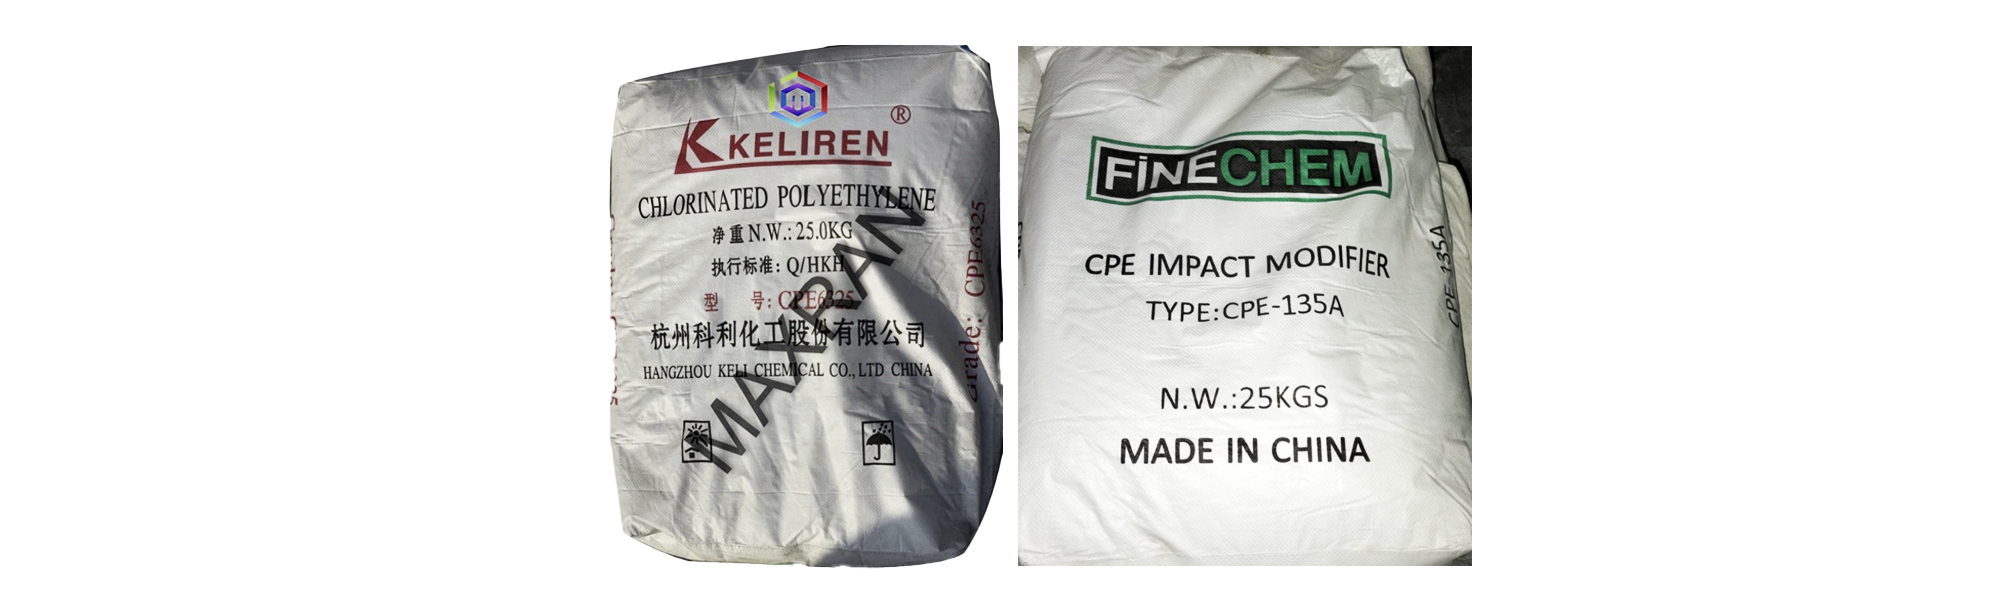 KELIREN ®
CHLORINATED POLYETHYLENE
净重 N.W.: 25.0KG
执行标准: Q/HKH
型 号: CPE6325
杭州科利化工股份有限公司
HANGZHOU KELI CHEMICAL CO., LTD CHINA
Grade: CPE6325
MAXRAN
FiNECHEM
CPE IMPACT MODIFIER
TYPE:CPE-135A
N.W.:25KGS
MADE IN CHINA
CPE-135A